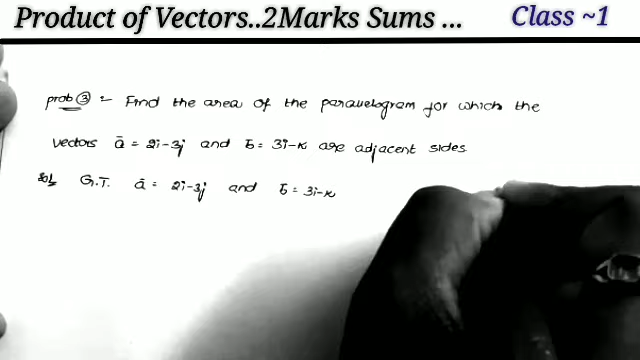 Product of Vectors..2Marks Sums ... Class ~1
prob ③ :- Find the area of the parallelogram for which the
vectors ā = 2i-3j and b̄ = 3i-k are adjacent sides
Sol G.T. ā = 2i-3j and b̄ = 3i-k